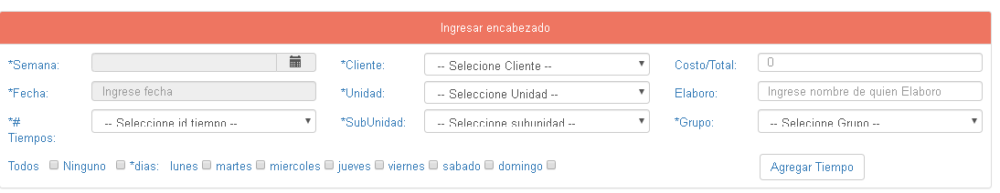 Ingresar encabezado
*Semana: *Cliente: -- Selecione Cliente -- Costo/Total: 0
*Fecha: Ingrese fecha *Unidad: -- Seleccione Unidad -- Elaboro: Ingrese nombre de quien Elaboro
*# Tiempos: -- Seleccione id tiempo -- *SubUnidad: -- Seleccione subunidad -- *Grupo: -- Selecione Grupo --
Todos Ninguno *dias: lunes martes miercoles jueves viernes sabado domingo Agregar Tiempo